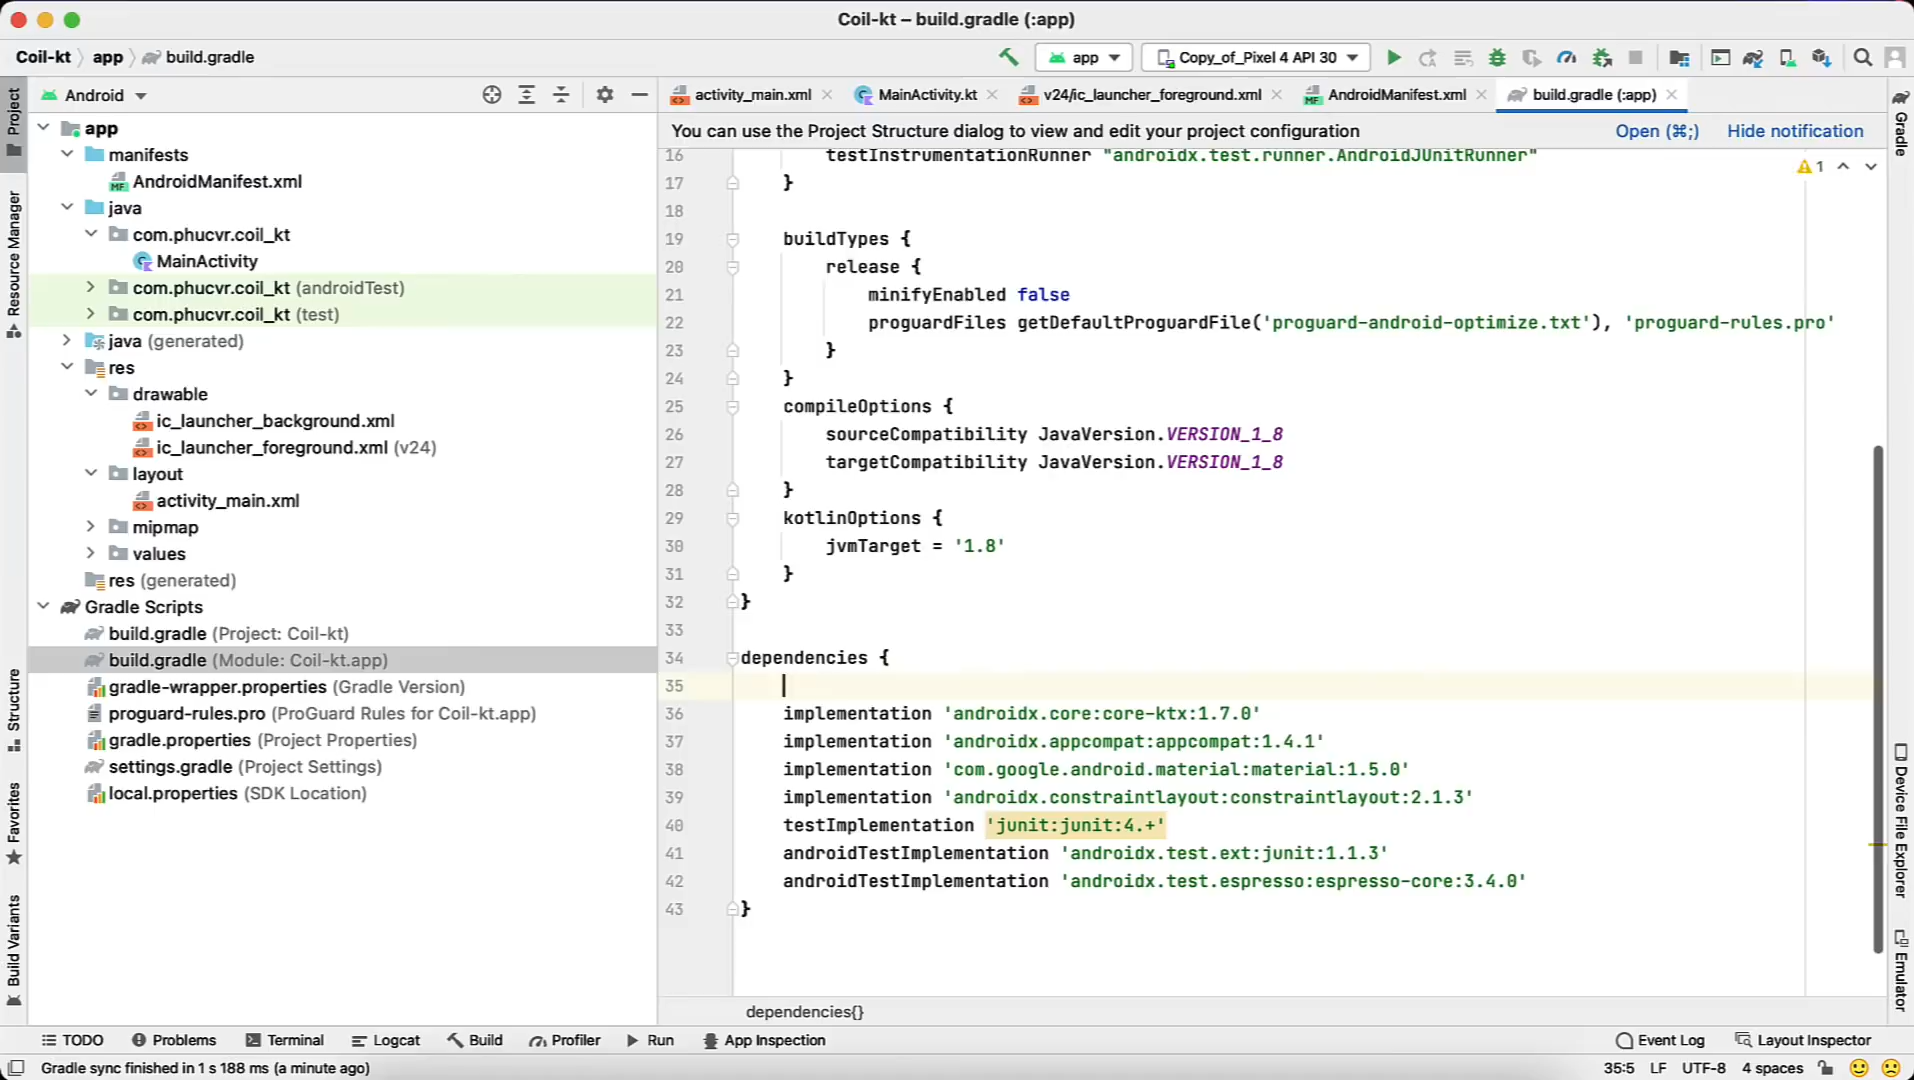 Coil-kt – build.gradle (:app)
Coil-kt
app
build.gradle
app
Copy_of_Pixel 4 API 30
Android
activity_main.xml
MainActivity.kt
v24/ic_launcher_foreground.xml
AndroidManifest.xml
build.gradle (:app)
You can use the Project Structure dialog to view and edit your project configuration
Open (⌘;)
Hide notification
Project
Resource Manager
Structure
Favorites
Build Variants
app
manifests
AndroidManifest.xml
java
com.phucvr.coil_kt
MainActivity
com.phucvr.coil_kt (androidTest)
com.phucvr.coil_kt (test)
java (generated)
res
drawable
ic_launcher_background.xml
ic_launcher_foreground.xml (v24)
layout
activity_main.xml
mipmap
values
res (generated)
Gradle Scripts
build.gradle (Project: Coil-kt)
build.gradle (Module: Coil-kt.app)
gradle-wrapper.properties (Gradle Version)
proguard-rules.pro (ProGuard Rules for Coil-kt.app)
gradle.properties (Project Properties)
settings.gradle (Project Settings)
local.properties (SDK Location)
16 testInstrumentationRunner "androidx.test.runner.AndroidJUnitRunner"
17 }
18
19 buildTypes {
20 release {
21 minifyEnabled false
22 proguardFiles getDefaultProguardFile('proguard-android-optimize.txt'), 'proguard-rules.pro'
23 }
24 }
25 compileOptions {
26 sourceCompatibility JavaVersion.VERSION_1_8
27 targetCompatibility JavaVersion.VERSION_1_8
28 }
29 kotlinOptions {
30 jvmTarget = '1.8'
31 }
32 }
33
34 dependencies {
35
36 implementation 'androidx.core:core-ktx:1.7.0'
37 implementation 'androidx.appcompat:appcompat:1.4.1'
38 implementation 'com.google.android.material:material:1.5.0'
39 implementation 'androidx.constraintlayout:constraintlayout:2.1.3'
40 testImplementation 'junit:junit:4.+'
41 androidTestImplementation 'androidx.test.ext:junit:1.1.3'
42 androidTestImplementation 'androidx.test.espresso:espresso-core:3.4.0'
43 }
1
dependencies{}
Gradle
Device File Explorer
Emulator
TODO
Problems
Terminal
Logcat
Build
Profiler
Run
App Inspection
Event Log
Layout Inspector
Gradle sync finished in 1 s 188 ms (a minute ago)
35:5
LF
UTF-8
4 spaces